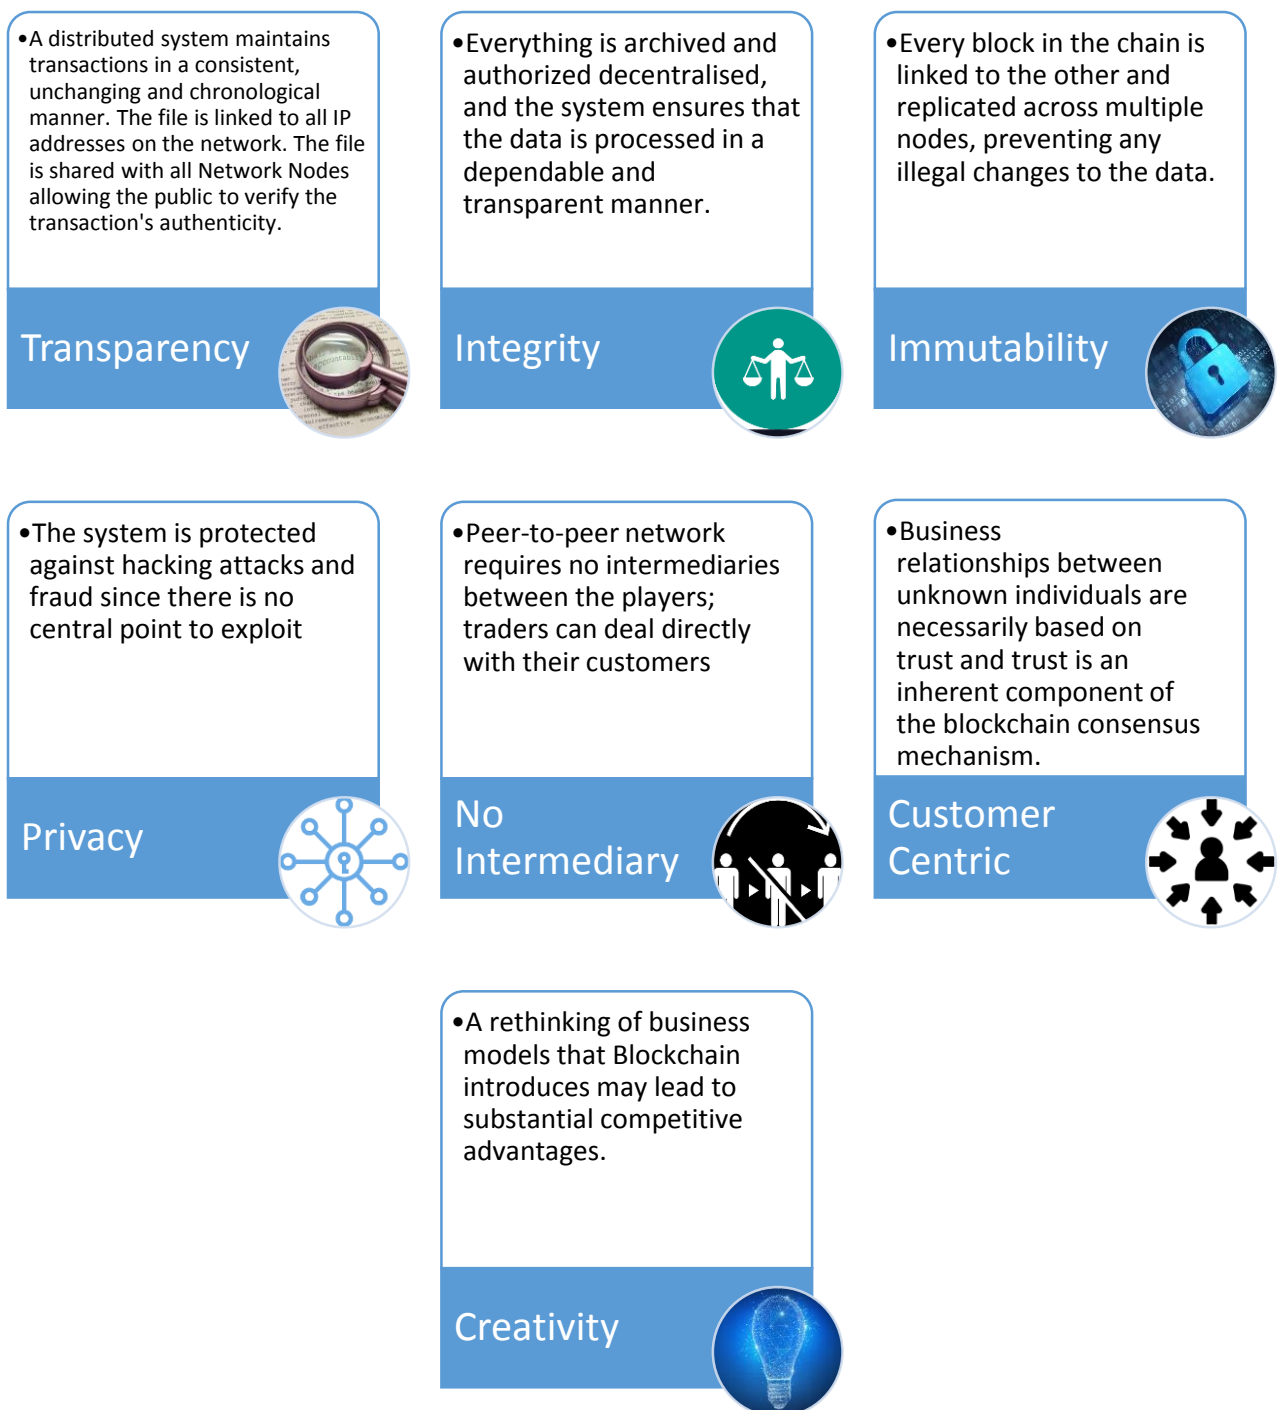 •A distributed system maintains
transactions in a consistent,
unchanging and chronological
manner. The file is linked to all IP
addresses on the network. The file
is shared with all Network Nodes
allowing the public to verify the
transaction's authenticity.
Transparency
•Everything is archived and
authorized decentralised,
and the system ensures that
the data is processed in a
dependable and
transparent manner.
Integrity
•Every block in the chain is
linked to the other and
replicated across multiple
nodes, preventing any
illegal changes to the data.
Immutability
•The system is protected
against hacking attacks and
fraud since there is no
central point to exploit
Privacy
•Peer-to-peer network
requires no intermediaries
between the players;
traders can deal directly
with their customers
No
Intermediary
•Business
relationships between
unknown individuals are
necessarily based on
trust and trust is an
inherent component of
the blockchain consensus
mechanism.
Customer
Centric
•A rethinking of business
models that Blockchain
introduces may lead to
substantial competitive
advantages.
Creativity